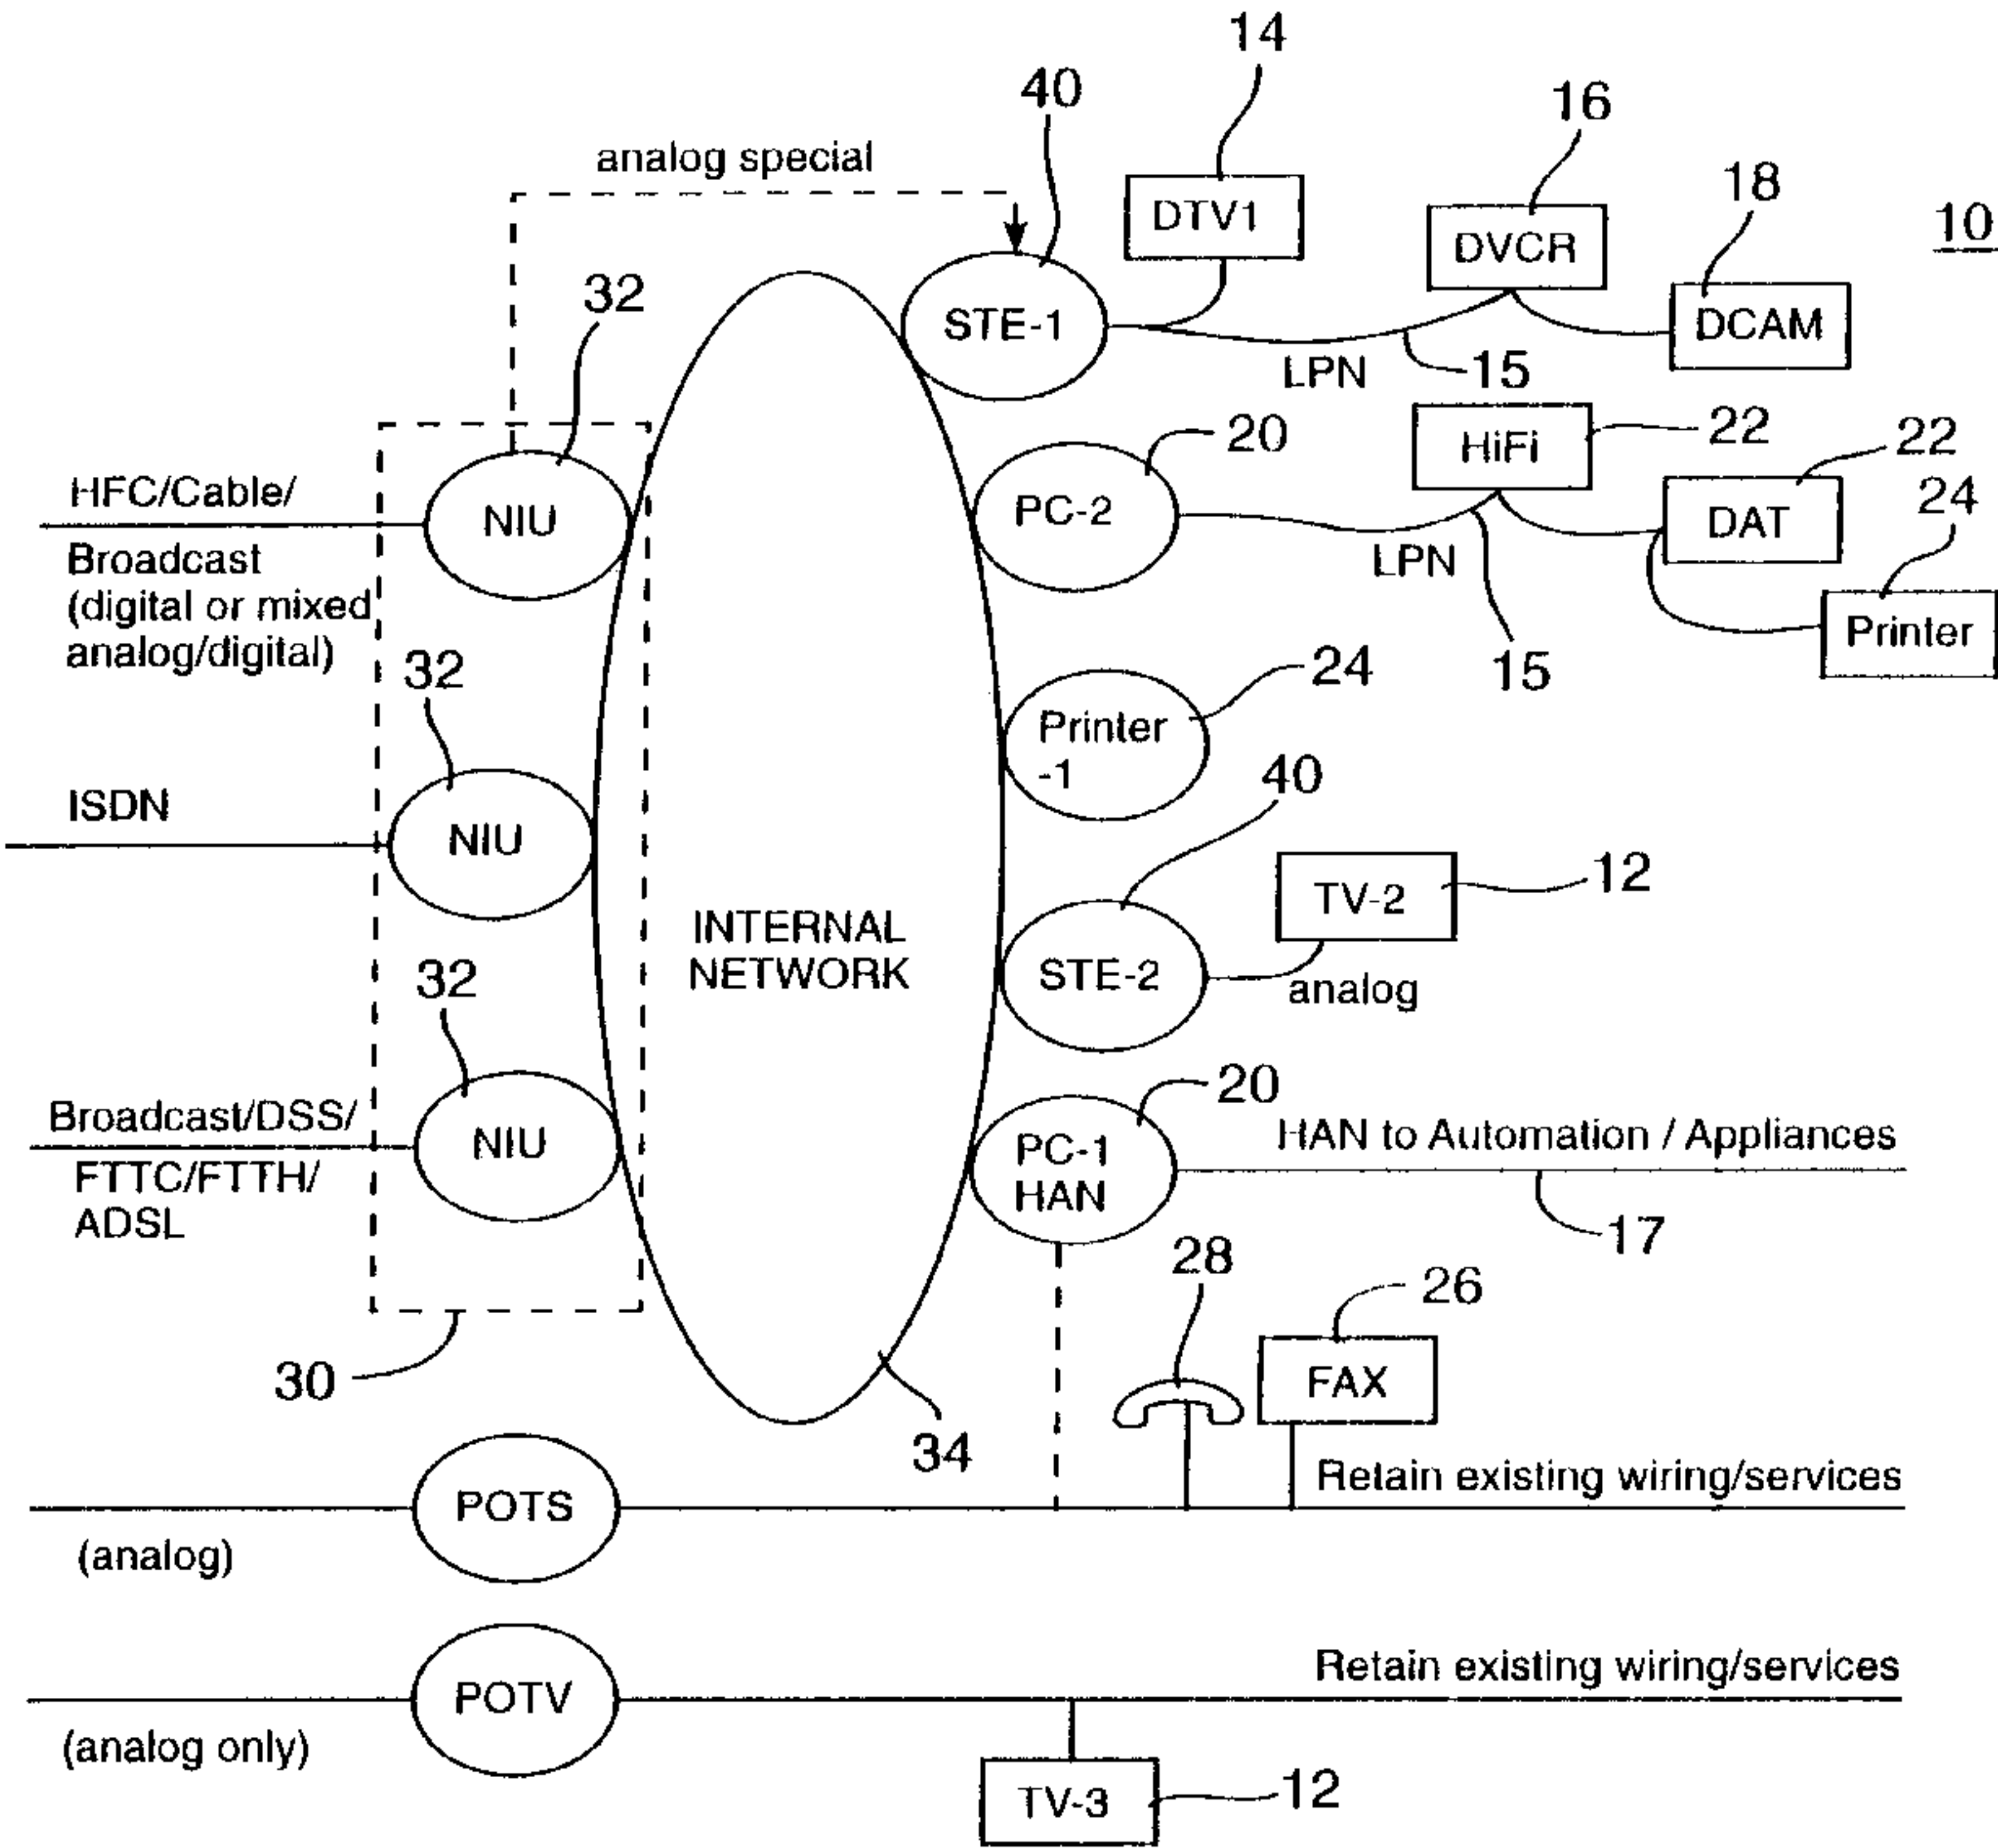 14
40
16
analog special
18
DTV1
10
DVCR
32
STE-1
DCAM
LPN
15
20
22
22
HiFi
HFC/Cable/
24
NIU
PC-2
DAT
Broadcast
LPN
(digital or mixed
Printer
analog/digital)
32
24
15
Printer
-1
40
ISDN
NIU
12
TV-2
INTERNAL
NETWORK
32
STE-2
analog
20
Broadcast/DSS/
NIU
PC-1
HAN
HAN to Automation / Appliances
FTTC/FTTH/
ADSL
17
28
26
30
FAX
34
Retain existing wiring/services
POTS
(analog)
Retain existing wiring/services
POTV
(analog only)
TV-3
12